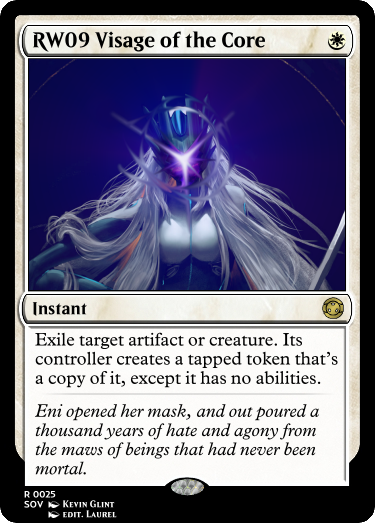 RW09 Visage of the Core
Instant
Exile target artifact or creature. Its
controller creates a tapped token that's
a copy of it, except it has no abilities.
Eni opened her mask, and out poured a
thousand years of hate and agony from
the maws of beings that had never been
mortal.
R 0025
SOV Kevin Glint
edit. Laurel